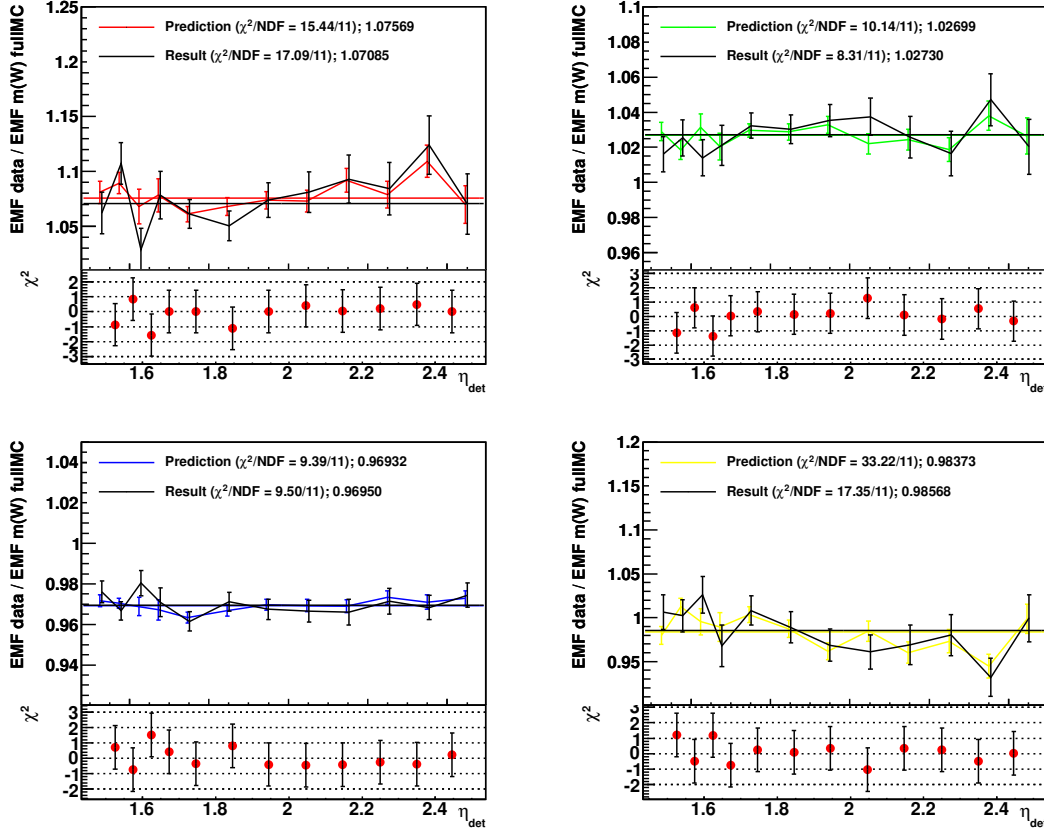 EMF data / EMF m(W) fullMC
1.25
1.2
1.15
1.1
1.05
Prediction (χ²/NDF = 15.44/11); 1.07569
Result (χ²/NDF = 17.09/11); 1.07085
χ²
2
1
0
-1
-2
-3
1.6 1.8 2 2.2 2.4 η_det
EMF data / EMF m(W) fullMC
1.1
1.08
1.06
1.04
1.02
1
0.98
0.96
Prediction (χ²/NDF = 10.14/11); 1.02699
Result (χ²/NDF = 8.31/11); 1.02730
χ²
3
2
1
0
-1
-2
-3
1.6 1.8 2 2.2 2.4 η_det
EMF data / EMF m(W) fullMC
1.04
1.02
1
0.98
0.96
0.94
Prediction (χ²/NDF = 9.39/11); 0.96932
Result (χ²/NDF = 9.50/11); 0.96950
χ²
3
2
1
0
-1
-2
1.6 1.8 2 2.2 2.4 η_det
EMF data / EMF m(W) fullMC
1.2
1.15
1.1
1.05
1
0.95
Prediction (χ²/NDF = 33.22/11); 0.98373
Result (χ²/NDF = 17.35/11); 0.98568
χ²
3
2
1
0
-1
-2
1.6 1.8 2 2.2 2.4 η_det